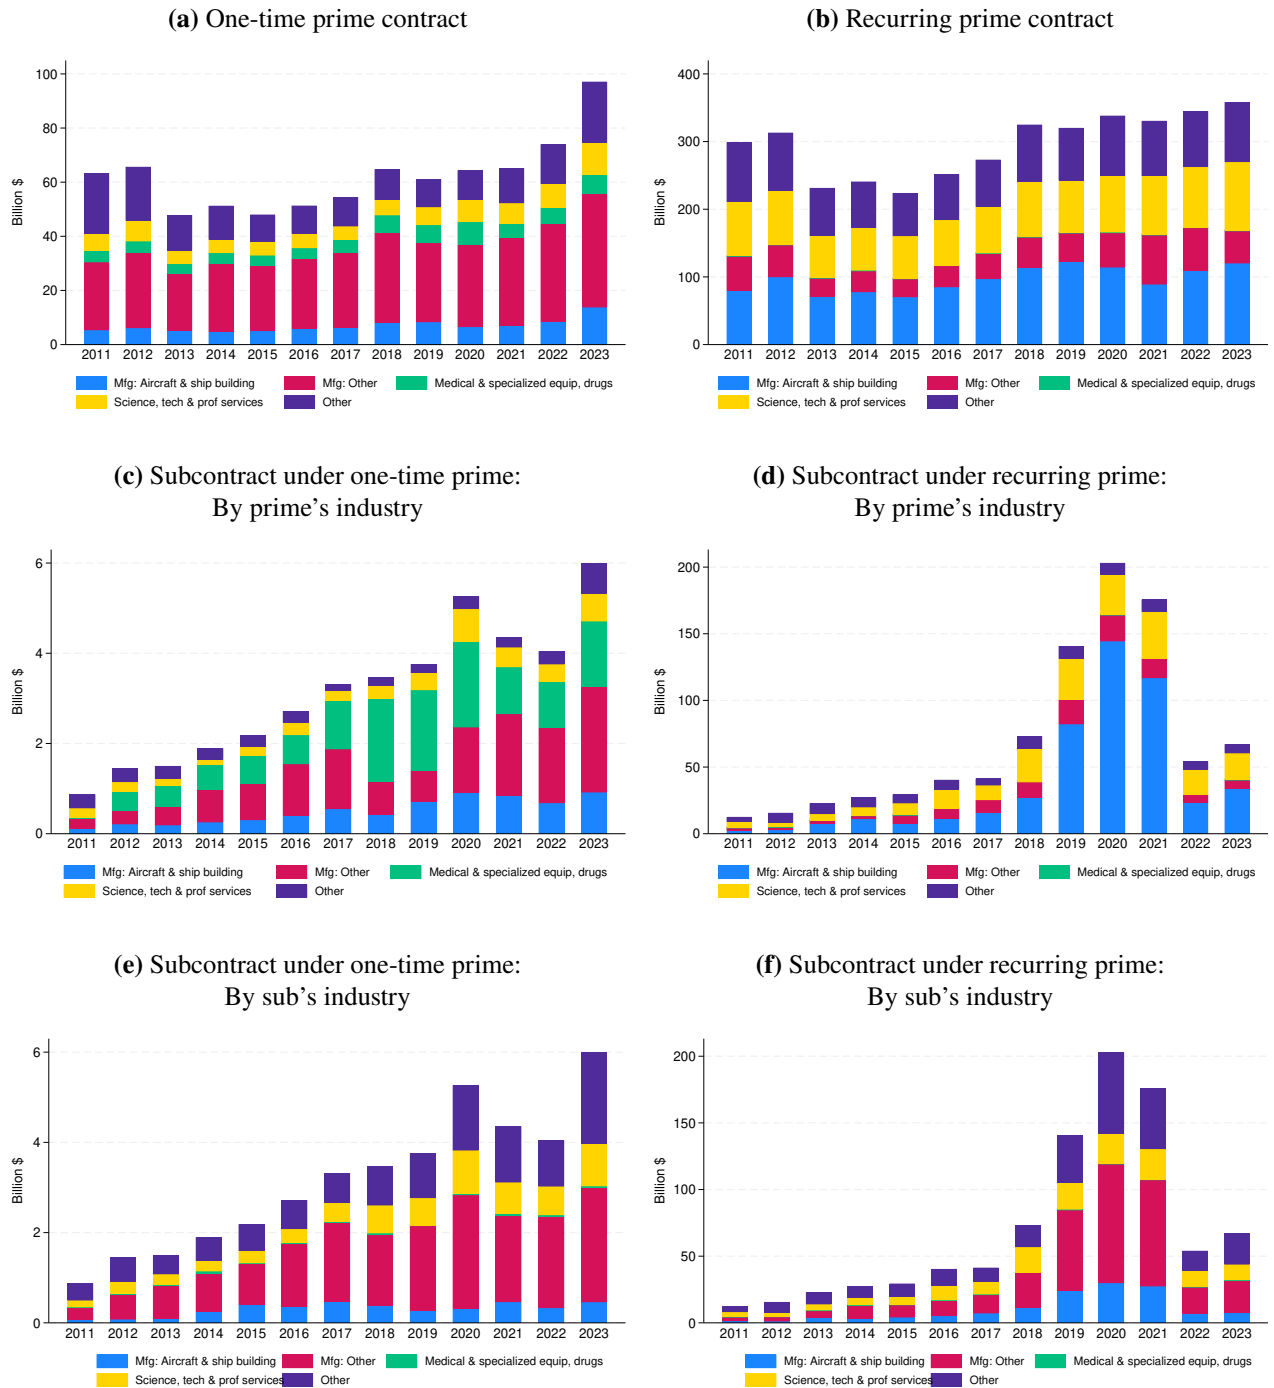 (a) One-time prime contract
Billion $
100
80
60
40
20
0
2011 2012 2013 2014 2015 2016 2017 2018 2019 2020 2021 2022 2023
Mfg: Aircraft & ship building Mfg: Other Medical & specialized equip, drugs
Science, tech & prof services Other
(b) Recurring prime contract
Billion $
400
300
200
100
0
2011 2012 2013 2014 2015 2016 2017 2018 2019 2020 2021 2022 2023
Mfg: Aircraft & ship building Mfg: Other Medical & specialized equip, drugs
Science, tech & prof services Other
(c) Subcontract under one-time prime:
By prime's industry
Billion $
6
4
2
0
2011 2012 2013 2014 2015 2016 2017 2018 2019 2020 2021 2022 2023
Mfg: Aircraft & ship building Mfg: Other Medical & specialized equip, drugs
Science, tech & prof services Other
(d) Subcontract under recurring prime:
By prime's industry
Billion $
200
150
100
50
0
2011 2012 2013 2014 2015 2016 2017 2018 2019 2020 2021 2022 2023
Mfg: Aircraft & ship building Mfg: Other Medical & specialized equip, drugs
Science, tech & prof services Other
(e) Subcontract under one-time prime:
By sub's industry
Billion $
6
4
2
0
2011 2012 2013 2014 2015 2016 2017 2018 2019 2020 2021 2022 2023
Mfg: Aircraft & ship building Mfg: Other Medical & specialized equip, drugs
Science, tech & prof services Other
(f) Subcontract under recurring prime:
By sub's industry
Billion $
200
150
100
50
0
2011 2012 2013 2014 2015 2016 2017 2018 2019 2020 2021 2022 2023
Mfg: Aircraft & ship building Mfg: Other Medical & specialized equip, drugs
Science, tech & prof services Other